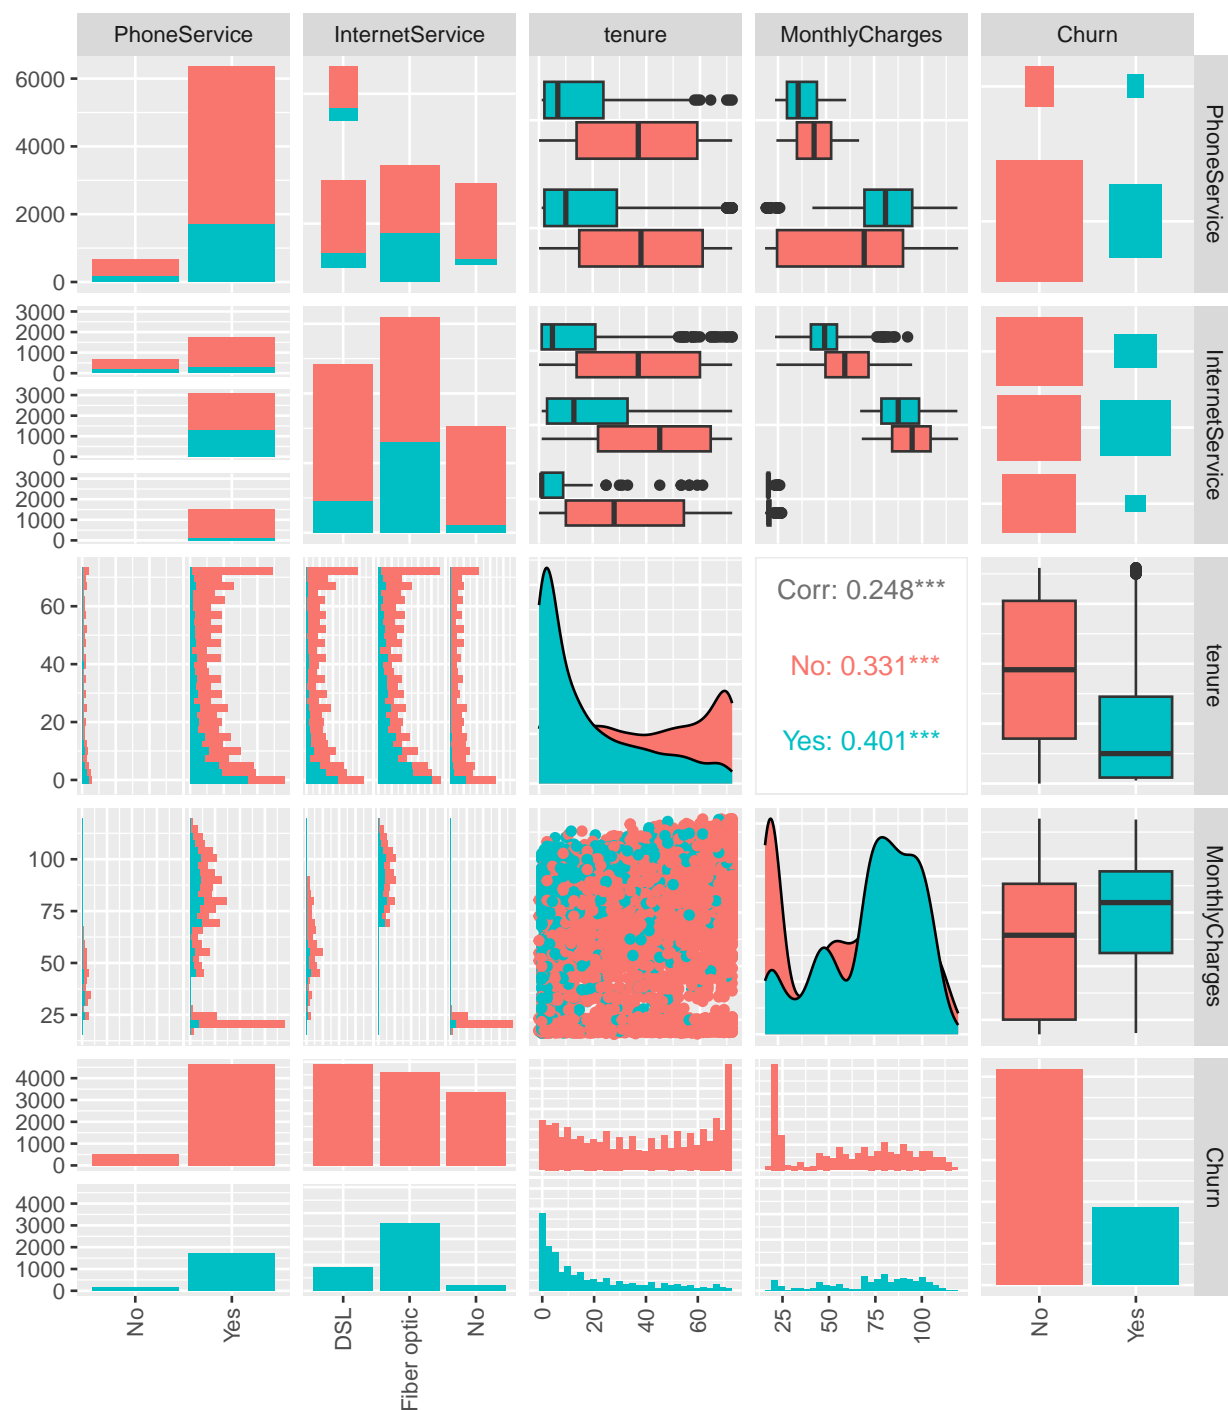 PhoneService
InternetService
tenure
MonthlyCharges
Churn
6000
4000
2000
0
PhoneService
3000
2000
1000
0
3000
2000
1000
0
3000
2000
1000
0
InternetService
60
40
20
0
Corr: 0.248***
No: 0.331***
Yes: 0.401***
tenure
100
75
50
25
MonthlyCharges
4000
3000
2000
1000
0
4000
3000
2000
1000
0
Churn
No
Yes
DSL
Fiber optic
No
0
20
40
60
25
50
75
100
No
Yes